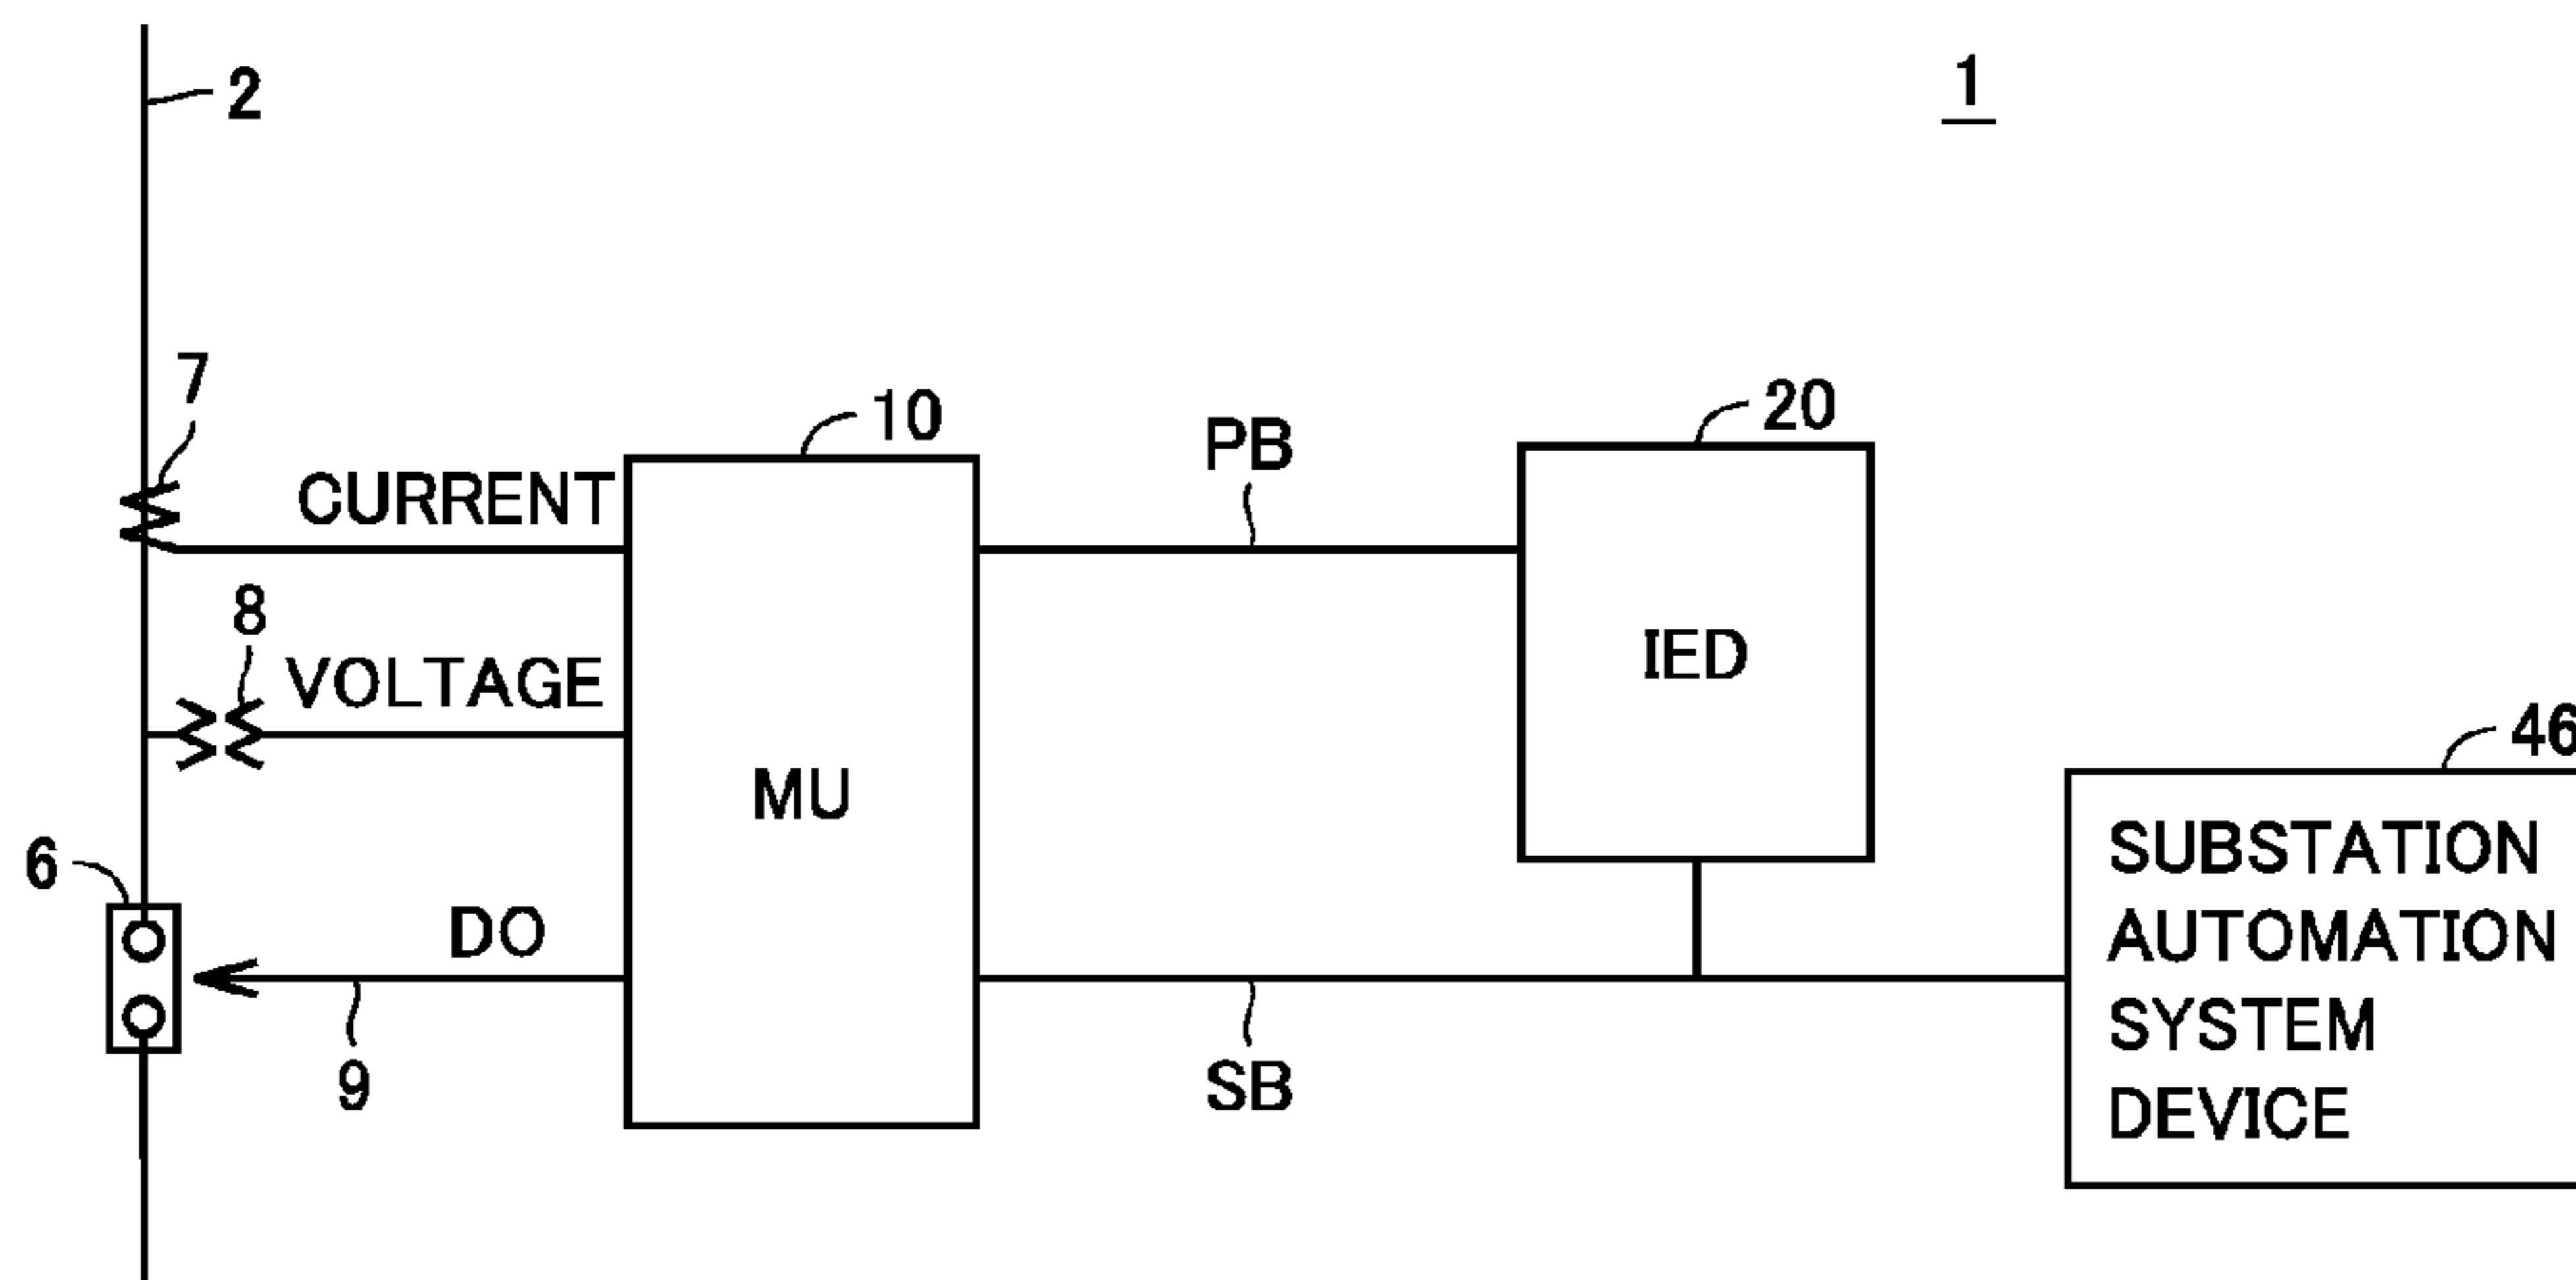 1
2
7
10
20
PB
CURRENT
8
VOLTAGE
IED
MU
46
6
DO
SUBSTATION
AUTOMATION
SYSTEM
DEVICE
9
SB